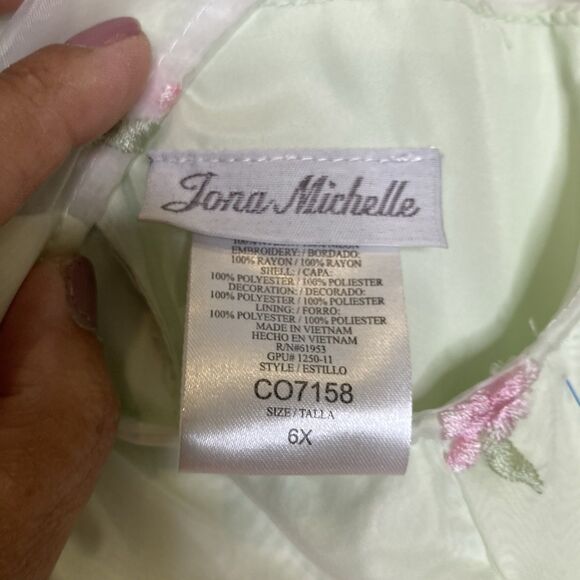 Jona Michelle
EMBROIDERY: / BORDADO:
100% RAYON / 100% RAYON
SHELL: / CAPA:
100% POLYESTER / 100% POLIESTER
DECORATION: / DECORADO:
100% POLYESTER / 100% POLIESTER
LINING: / FORRO:
100% POLYESTER / 100% POLIESTER
MADE IN VIETNAM
HECHO EN VIETNAM
R/N#61953
GPU# 1250-11
STYLE / ESTILLO
CO7158
SIZE / TALLA
6X